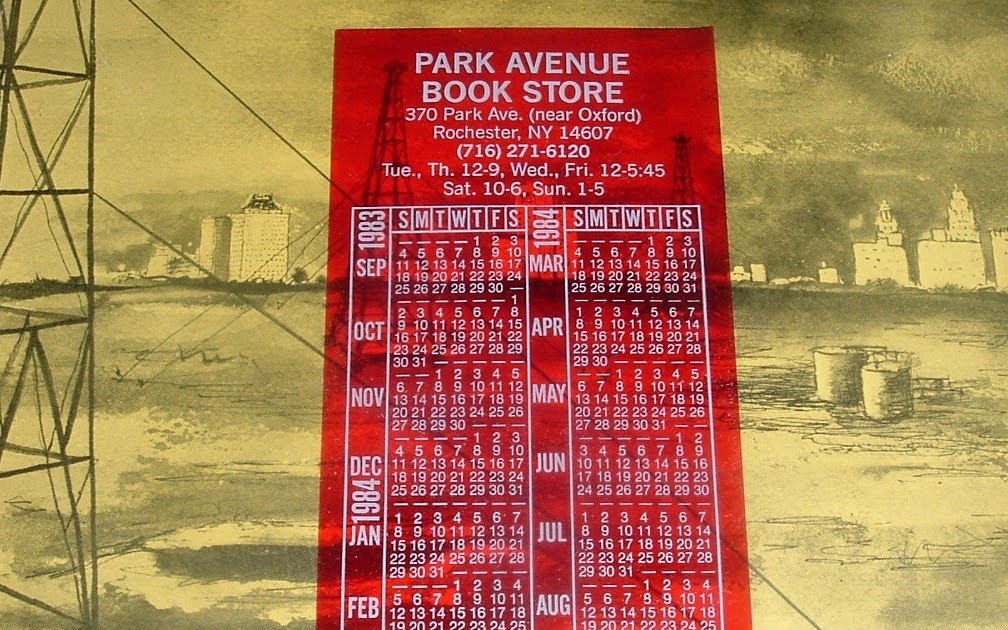 PARK AVENUE
BOOK STORE
370 Park Ave. (near Oxford)
Rochester, NY 14607
(716) 271-6120
Tue., Th. 12-9, Wed., Fri. 12-5:45
Sat. 10-6, Sun. 1-5
1983
S M T W T F S
SEP
— — — — 1 2 3
4 5 6 7 8 9 10
11 12 13 14 15 16 17
18 19 20 21 22 23 24
25 26 27 28 29 30 —
OCT
— — — — — — 1
2 3 4 5 6 7 8
9 10 11 12 13 14 15
16 17 18 19 20 21 22
23 24 25 26 27 28 29
30 31 — — — — —
NOV
— — 1 2 3 4 5
6 7 8 9 10 11 12
13 14 15 16 17 18 19
20 21 22 23 24 25 26
27 28 29 30 — — —
DEC
— — — — 1 2 3
4 5 6 7 8 9 10
11 12 13 14 15 16 17
18 19 20 21 22 23 24
25 26 27 28 29 30 31
1984
JAN
1 2 3 4 5 6 7
8 9 10 11 12 13 14
15 16 17 18 19 20 21
22 23 24 25 26 27 28
29 30 31 — — — —
FEB
— — — 1 2 3 4
5 6 7 8 9 10 11
12 13 14 15 16 17 18
19 20 21 22 23 24 25
1984
S M T W T F S
MAR
— — — — 1 2 3
4 5 6 7 8 9 10
11 12 13 14 15 16 17
18 19 20 21 22 23 24
25 26 27 28 29 30 31
APR
1 2 3 4 5 6 7
8 9 10 11 12 13 14
15 16 17 18 19 20 21
22 23 24 25 26 27 28
29 30 — — — — —
MAY
— — 1 2 3 4 5
6 7 8 9 10 11 12
13 14 15 16 17 18 19
20 21 22 23 24 25 26
27 28 29 30 31 — —
JUN
— — — — — 1 2
3 4 5 6 7 8 9
10 11 12 13 14 15 16
17 18 19 20 21 22 23
24 25 26 27 28 29 30
JUL
1 2 3 4 5 6 7
8 9 10 11 12 13 14
15 16 17 18 19 20 21
22 23 24 25 26 27 28
29 30 31 — — — —
AUG
— — — 1 2 3 4
5 6 7 8 9 10 11
12 13 14 15 16 17 18
19 20 21 22 23 24 25